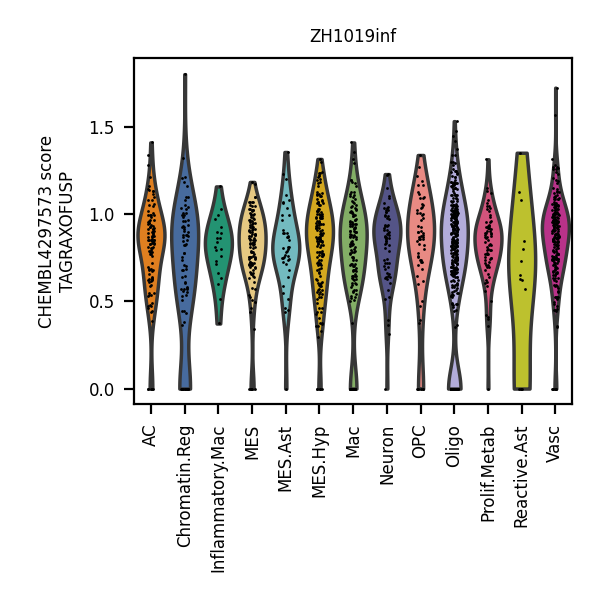 ZH1019inf
CHEMBL4297573 score
TAGRAXOFUSP
1.5
1.0
0.5
0.0
AC
Chromatin.Reg
Inflammatory.Mac
MES
MES.Ast
MES.Hyp
Mac
Neuron
OPC
Oligo
Prolif.Metab
Reactive.Ast
Vasc